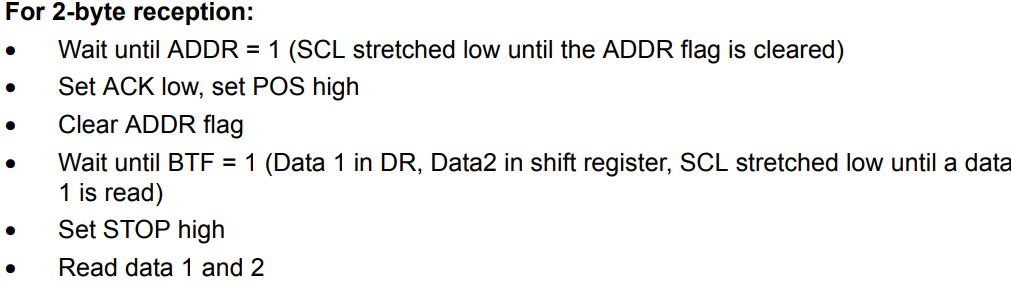 For 2-byte reception:
• Wait until ADDR = 1 (SCL stretched low until the ADDR flag is cleared)
• Set ACK low, set POS high
• Clear ADDR flag
• Wait until BTF = 1 (Data 1 in DR, Data2 in shift register, SCL stretched low until a data
1 is read)
• Set STOP high
• Read data 1 and 2